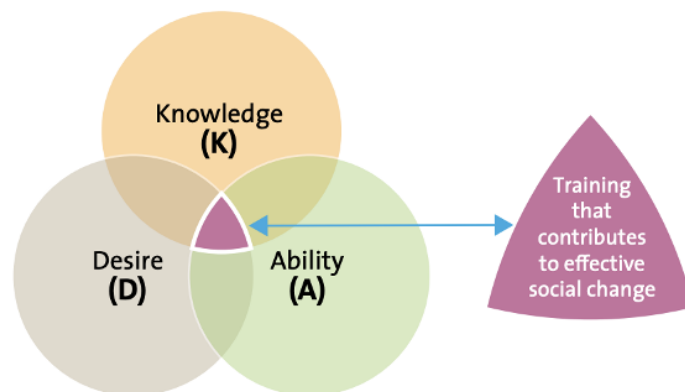 Knowledge
(K)
Desire
(D)
Ability
(A)
Training
that
contributes
to effective
social change